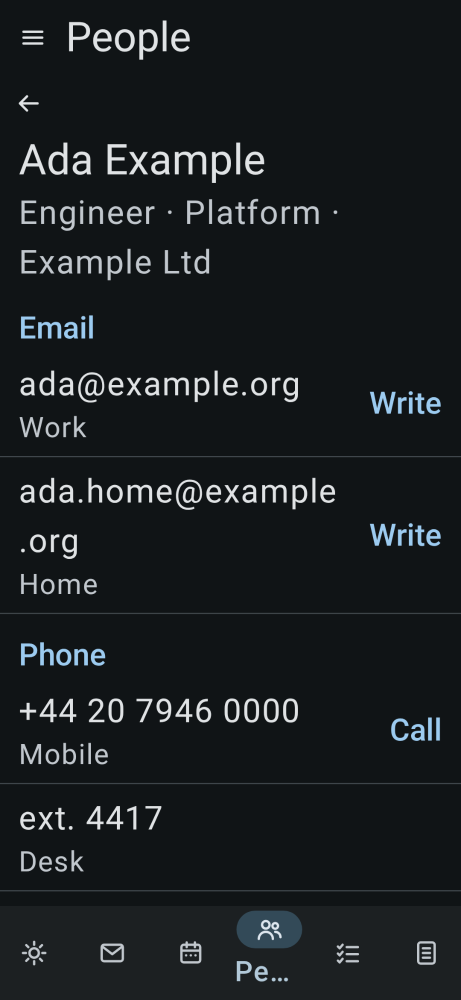 People
Ada Example
Engineer · Platform ·
Example Ltd
Email
ada@example.org
Work
Write
ada.home@example
.org
Home
Write
Phone
+44 20 7946 0000
Mobile
Call
ext. 4417
Desk
Pe...